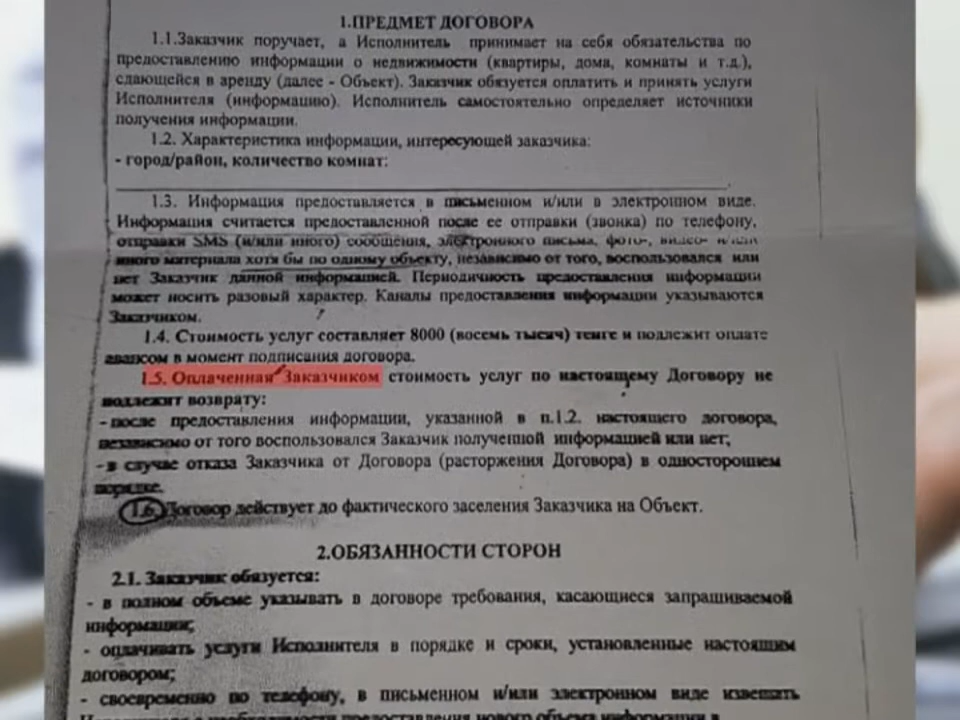 1.ПРЕДМЕТ ДОГОВОРА
1.1.Заказчик поручает, а Исполнитель принимает на себя обязательства по
предоставлению информации о недвижимости (квартиры, дома, комнаты и т.д.),
сдающейся в аренду (далее - Объект). Заказчик обязуется оплатить и принять услуги
Исполнителя (информацию). Исполнитель самостоятельно определяет источники
получения информации.
1.2. Характеристика информации, интересующей заказчика:
- город/район, количество комнат:
1.3. Информация предоставляется в письменном и/или в электронном виде.
Информация считается предоставленной после ее отправки (звонка) по телефону,
отправки SMS (и/или иного) сообщения, электронного письма, фото-, видео- и/или
иного материала хотя бы по одному объекту, независимо от того, воспользовался или
нет Заказчик данной информацией. Периодичность предоставления информации
может носить разовый характер. Каналы предоставления информации указываются
Заказчиком.
1.4. Стоимость услуг составляет 8000 (восемь тысяч) тенге и подлежит оплате
авансом в момент подписания договора.
1.5. Оплаченная Заказчиком стоимость услуг по настоящему Договору не
подлежит возврату:
- после предоставления информации, указанной в п.1.2. настоящего договора,
независимо от того воспользовался Заказчик полученной информацией или нет;
- в случае отказа Заказчика от Договора (расторжения Договора) в одностороннем
порядке.
1.6. Договор действует до фактического заселения Заказчика на Объект.
2.ОБЯЗАННОСТИ СТОРОН
2.1. Заказчик обязуется:
- в полном объеме указывать в договоре требования, касающиеся запрашиваемой
информации;
- оплачивать услуги Исполнителя в порядке и сроки, установленные настоящим
договором;
- своевременно по телефону, в письменном и/или электронном виде извещать